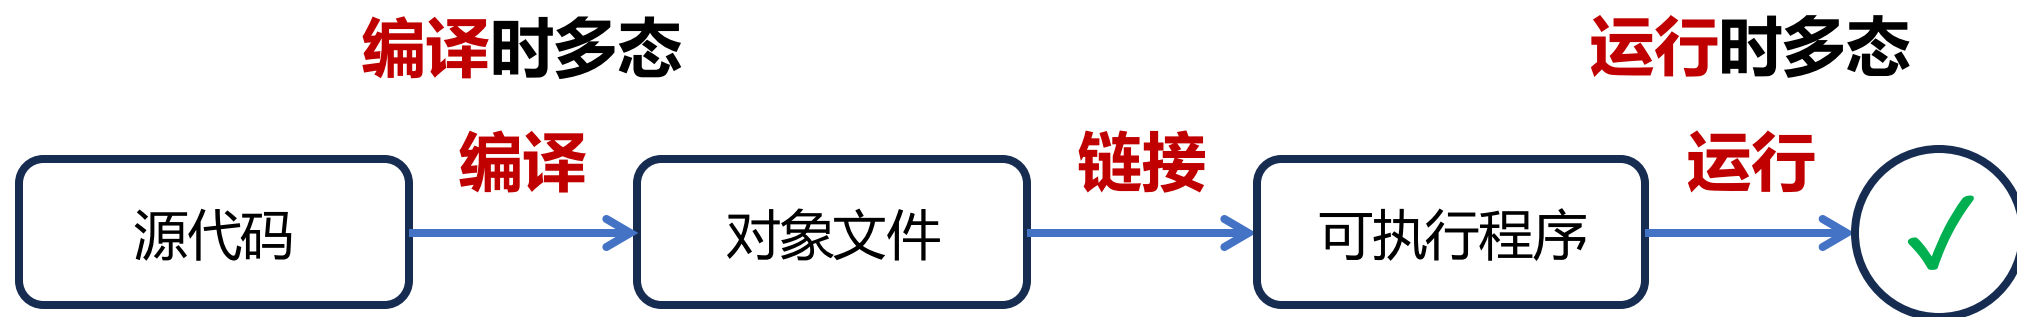 编译时多态
运行时多态
编译
链接
运行
源代码
对象文件
可执行程序